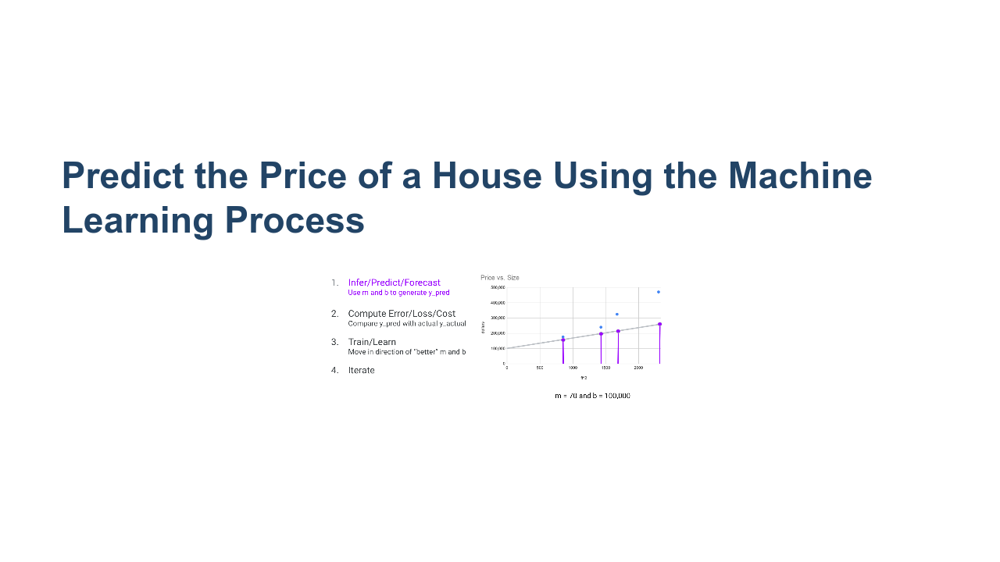 Predict the Price of a House Using the Machine
Learning Process
1. Infer/Predict/Forecast
Use m and b to generate y_pred
2. Compute Error/Loss/Cost
Compare y_pred with actual y_actual
3. Train/Learn
Move in direction of "better" m and b
4. Iterate
Price vs. Size
500,000
400,000
300,000
200,000
100,000
0
dollars
0 500 1000 1500 2000
ft^2
m = 70 and b = 100,000